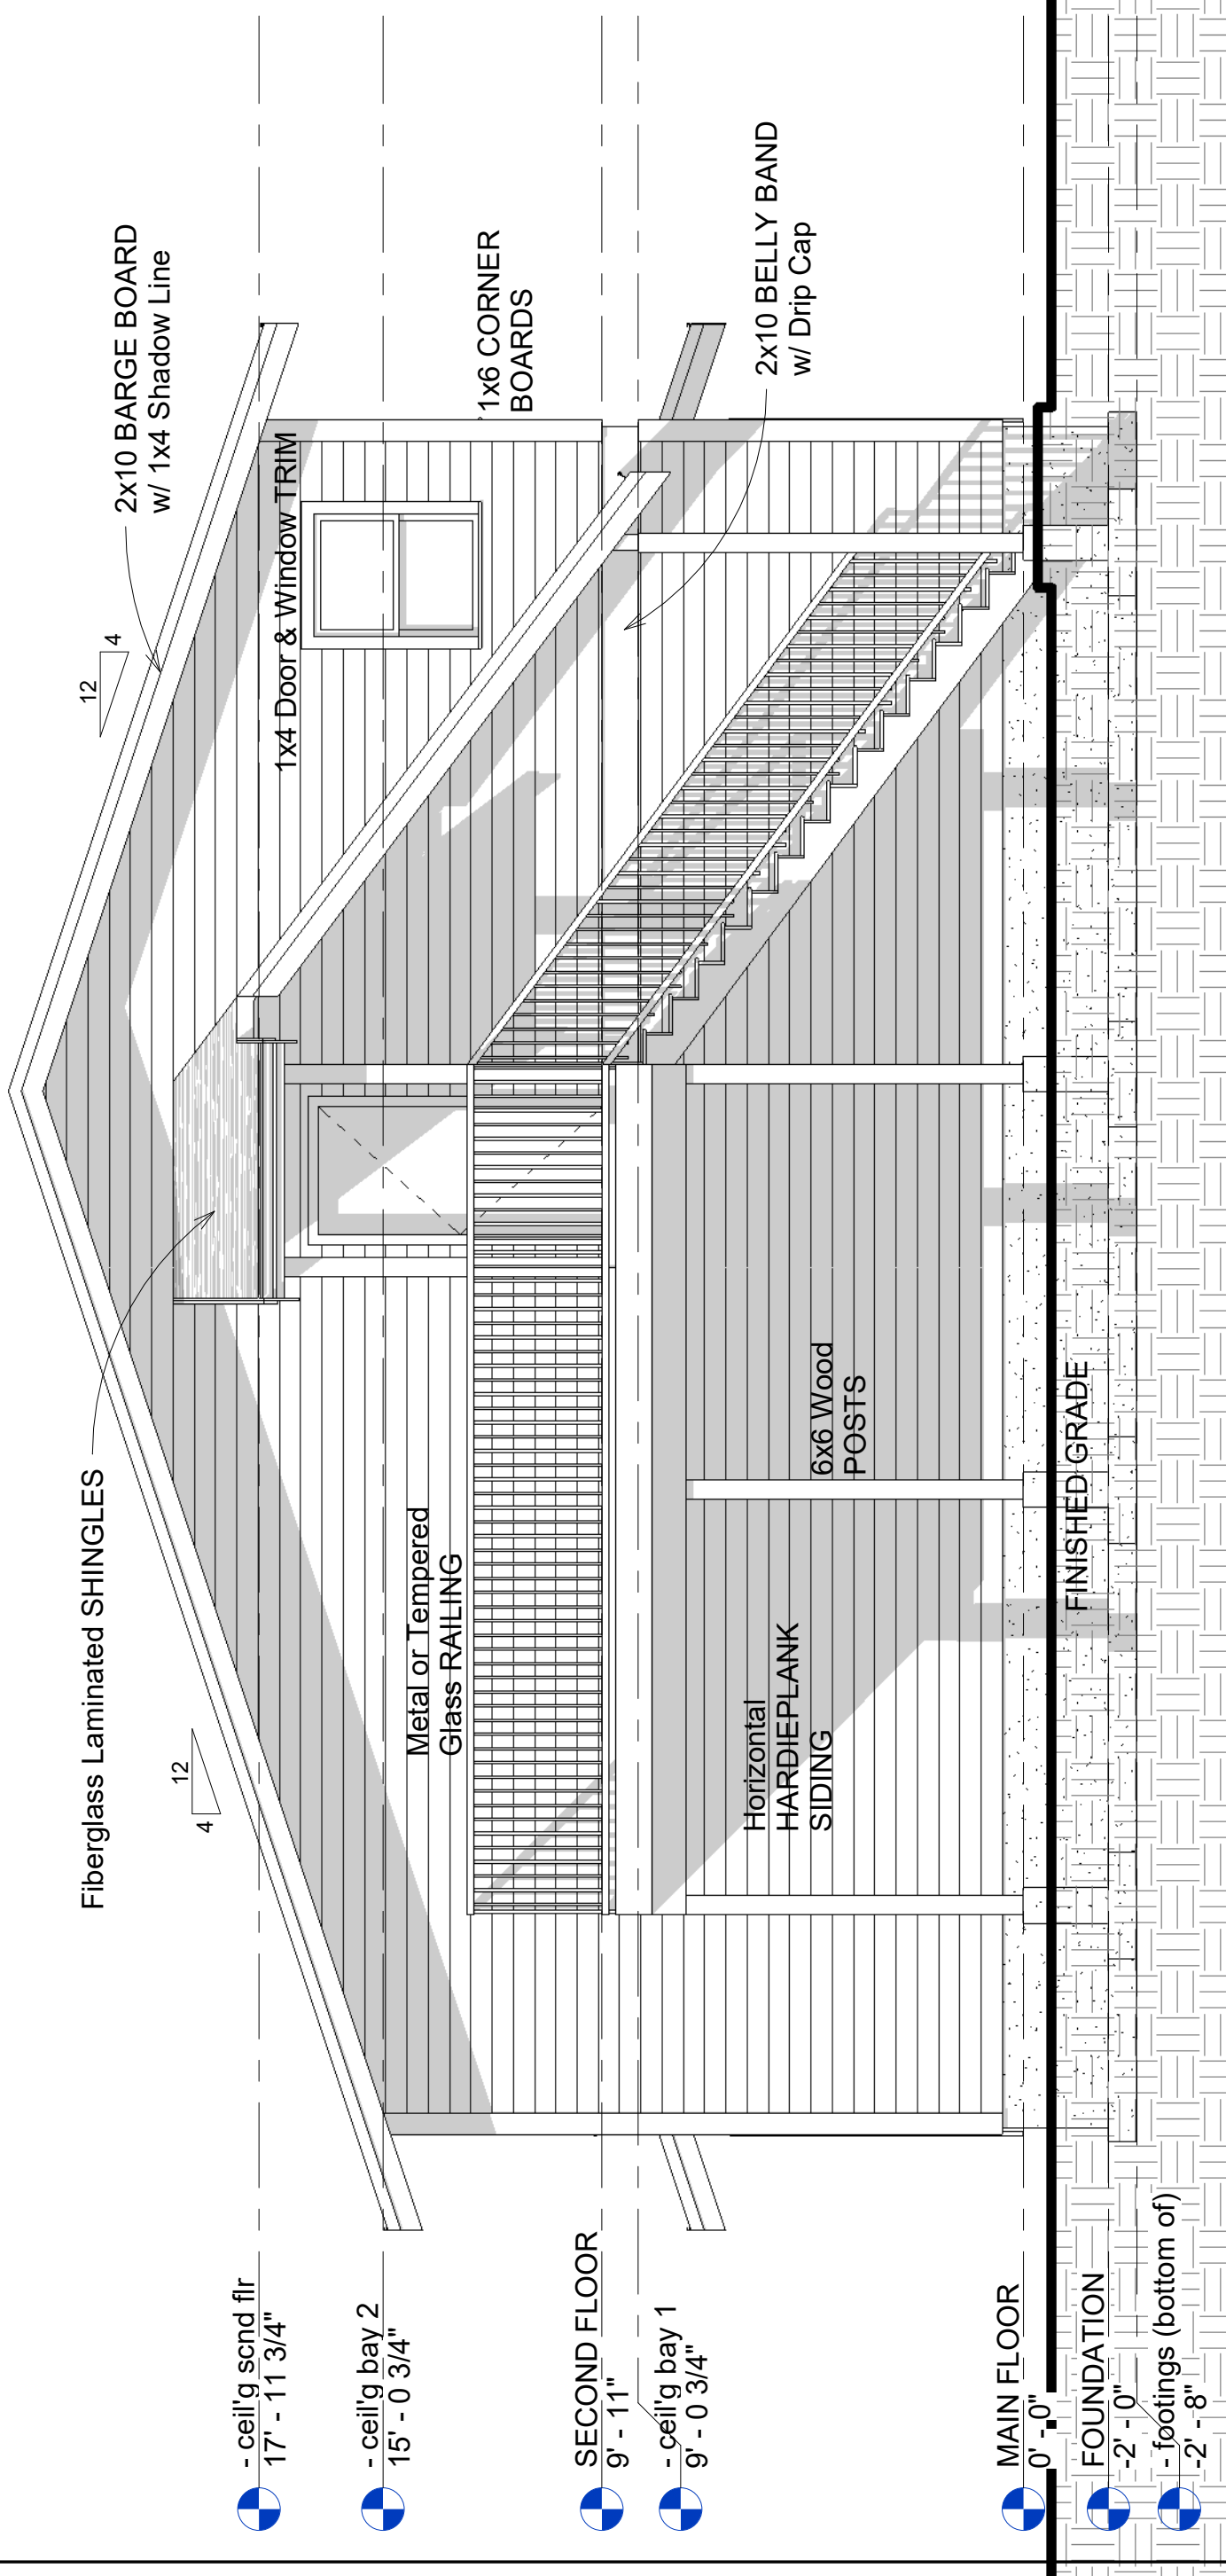 Fiberglass Laminated SHINGLES
2x10 BARGE BOARD
w/ 1x4 Shadow Line
12
4
12
4
- ceil'g scnd flr
17' - 11 3/4"
1x4 Door & Window TRIM
- ceil'g bay 2
15' - 0 3/4"
Metal or Tempered
Glass RAILING
1x6 CORNER
BOARDS
SECOND FLOOR
9' - 11"
- ceil'g bay 1
9' - 0 3/4"
2x10 BELLY BAND
w/ Drip Cap
Horizontal
HARDIEPLANK
SIDING
6x6 Wood
POSTS
MAIN FLOOR
0' - 0"
FINISHED GRADE
FOUNDATION
-2' - 0"
- footings (bottom of)
-2' - 8"